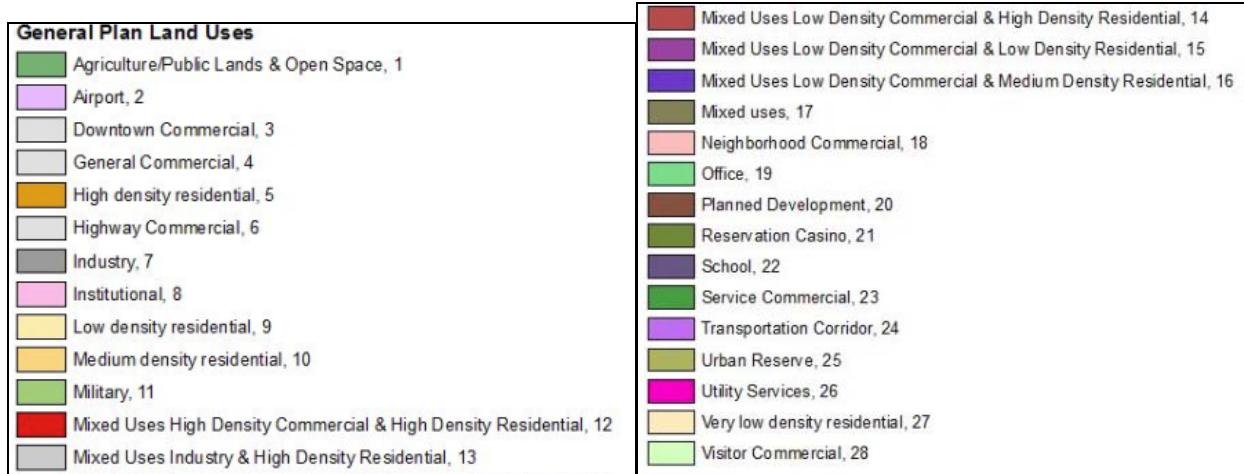 General Plan Land Uses
Agriculture/Public Lands & Open Space, 1
Airport, 2
Downtown Commercial, 3
General Commercial, 4
High density residential, 5
Highway Commercial, 6
Industry, 7
Institutional, 8
Low density residential, 9
Medium density residential, 10
Military, 11
Mixed Uses High Density Commercial & High Density Residential, 12
Mixed Uses Industry & High Density Residential, 13
Mixed Uses Low Density Commercial & High Density Residential, 14
Mixed Uses Low Density Commercial & Low Density Residential, 15
Mixed Uses Low Density Commercial & Medium Density Residential, 16
Mixed uses, 17
Neighborhood Commercial, 18
Office, 19
Planned Development, 20
Reservation Casino, 21
School, 22
Service Commercial, 23
Transportation Corridor, 24
Urban Reserve, 25
Utility Services, 26
Very low density residential, 27
Visitor Commercial, 28